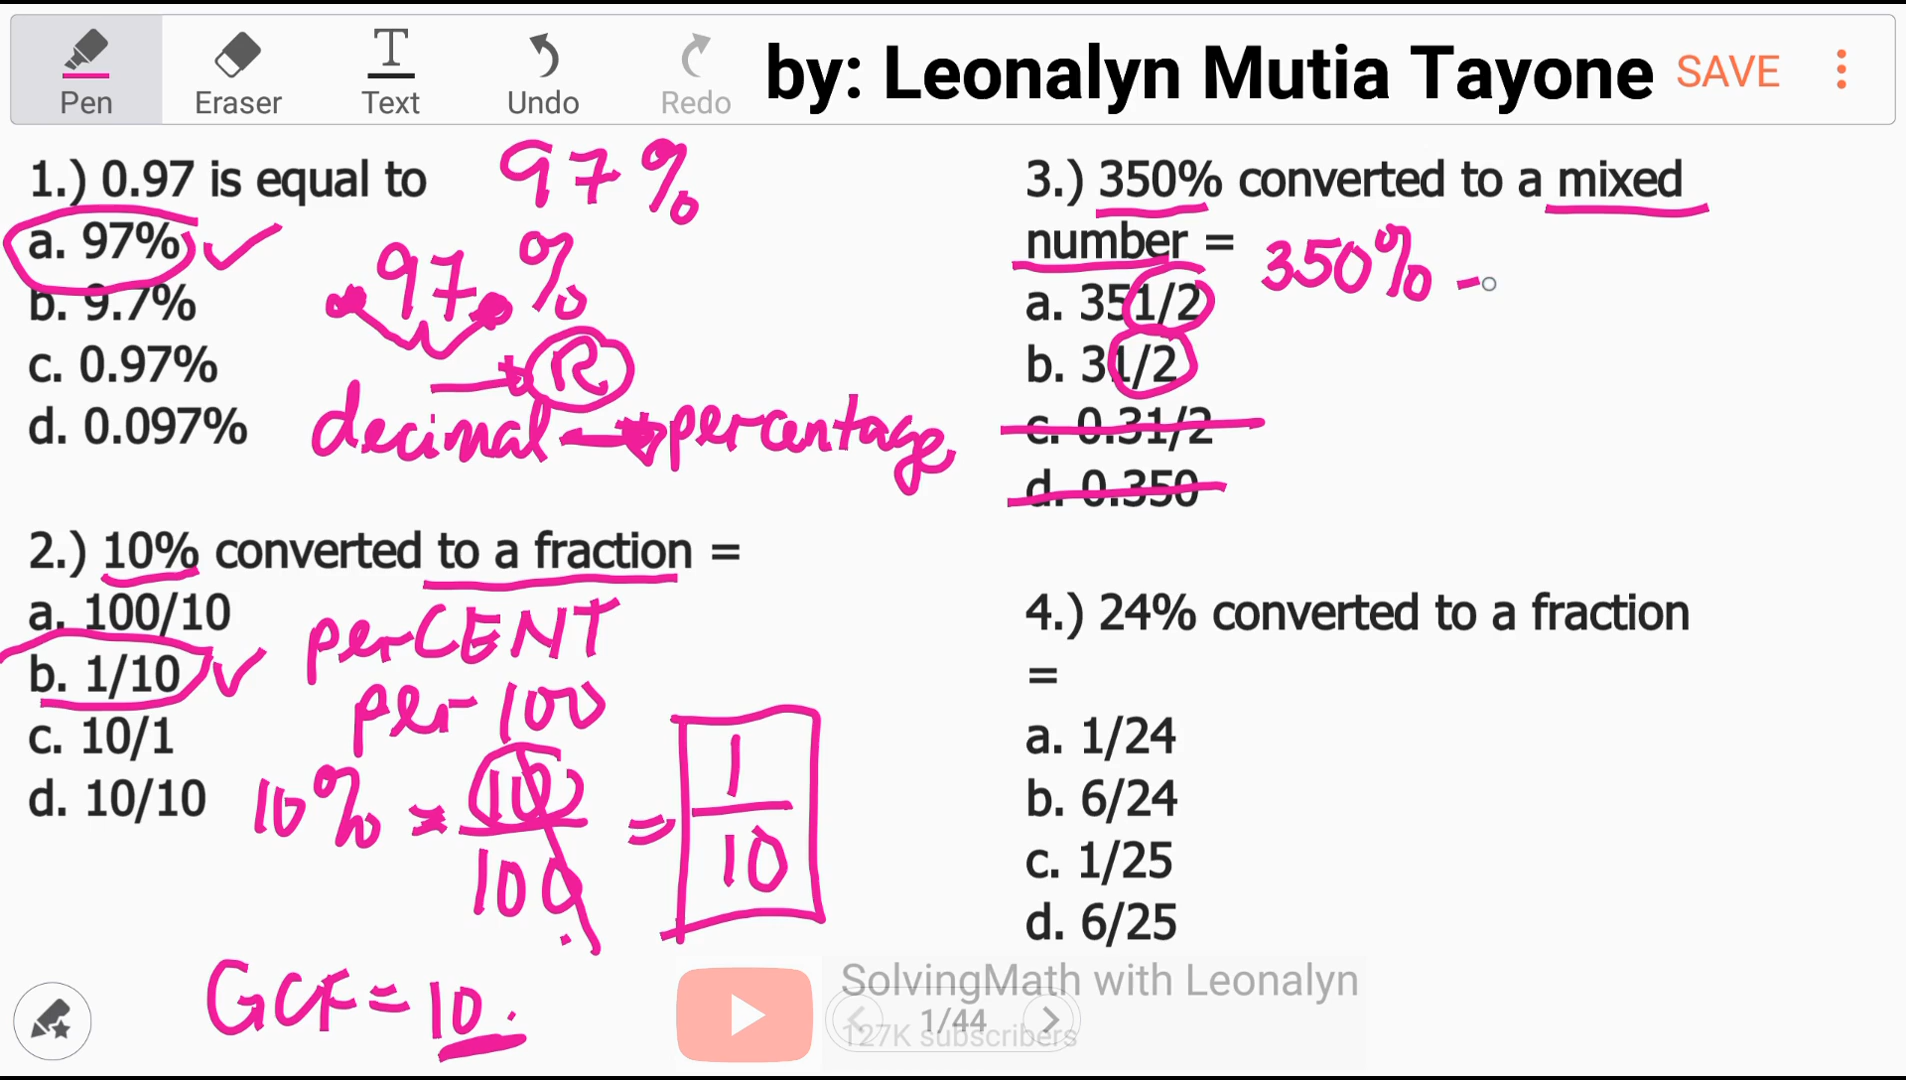 Pen
Eraser
Text
Undo
Redo
by: Leonalyn Mutia Tayone
SAVE
1.) 0.97 is equal to
97%
a. 97%
b. 9.7%
c. 0.97%
d. 0.097%
.97.%
R
decimal → percentage
2.) 10% converted to a fraction =
a. 100/10
b. 1/10
c. 10/1
d. 10/10
perCENT
per 100
10% = 10/100 = 1/10
GCF = 10.
3.) 350% converted to a mixed
number =
350% -
a. 351/2
b. 31/2
c. 0.31/2
d. 0.350
4.) 24% converted to a fraction
=
a. 1/24
b. 6/24
c. 1/25
d. 6/25
SolvingMath with Leonalyn
1/44
127K subscribers